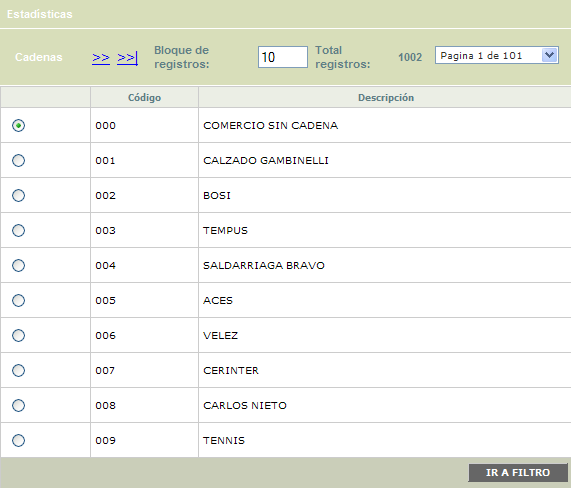 Estadísticas
Cadenas >> >>| Bloque de registros: 10 Total registros: 1002 Pagina 1 de 101
Código Descripción
000 COMERCIO SIN CADENA
001 CALZADO GAMBINELLI
002 BOSI
003 TEMPUS
004 SALDARRIAGA BRAVO
005 ACES
006 VELEZ
007 CERINTER
008 CARLOS NIETO
009 TENNIS
IR A FILTRO